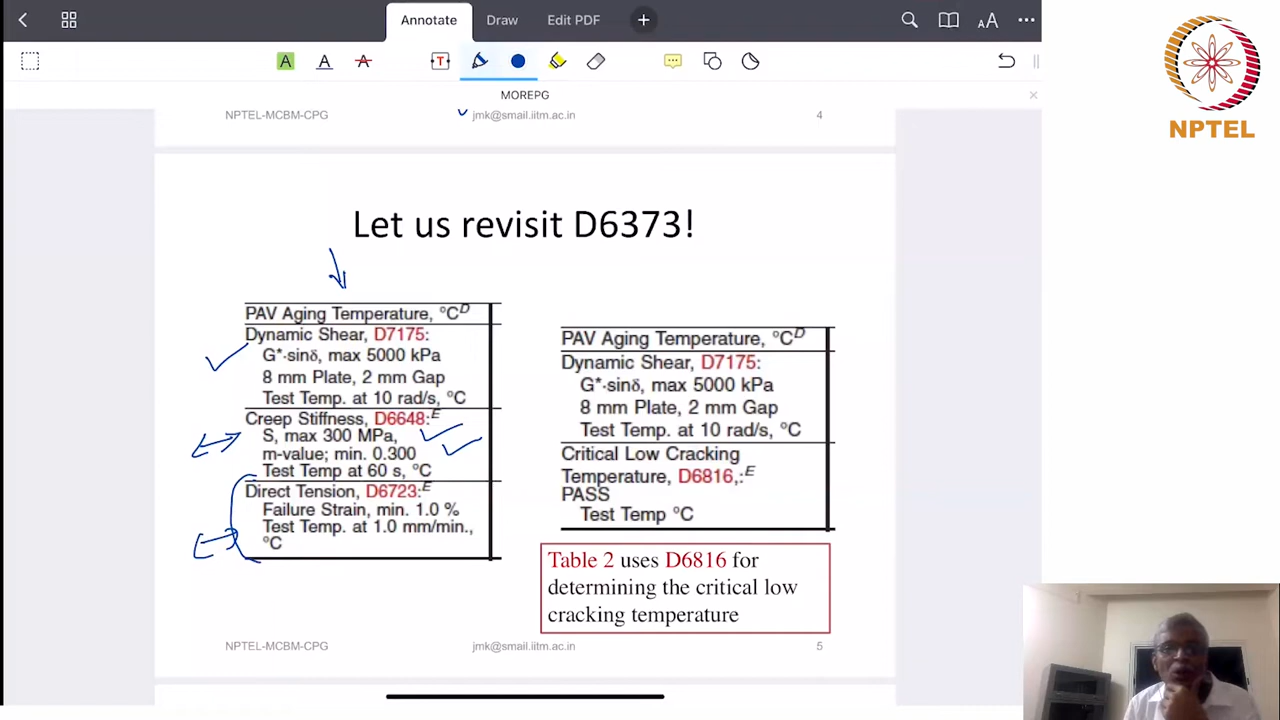 Annotate
Draw
Edit PDF
AA
A
A
A
T
MOREPG
NPTEL-MCBM-CPG
jmk@smail.iitm.ac.in
4
NPTEL
Let us revisit D6373!
PAV Aging Temperature, °C^D
Dynamic Shear, D7175:
G*·sinδ, max 5000 kPa
8 mm Plate, 2 mm Gap
Test Temp. at 10 rad/s, °C
Creep Stiffness, D6648:^E
S, max 300 MPa,
m-value; min. 0.300
Test Temp at 60 s, °C
Direct Tension, D6723:^E
Failure Strain, min. 1.0 %
Test Temp. at 1.0 mm/min.,
°C
PAV Aging Temperature, °C^D
Dynamic Shear, D7175:
G*·sinδ, max 5000 kPa
8 mm Plate, 2 mm Gap
Test Temp. at 10 rad/s, °C
Critical Low Cracking
Temperature, D6816,:^E
PASS
Test Temp °C
Table 2 uses D6816 for
determining the critical low
cracking temperature
NPTEL-MCBM-CPG
jmk@smail.iitm.ac.in
5